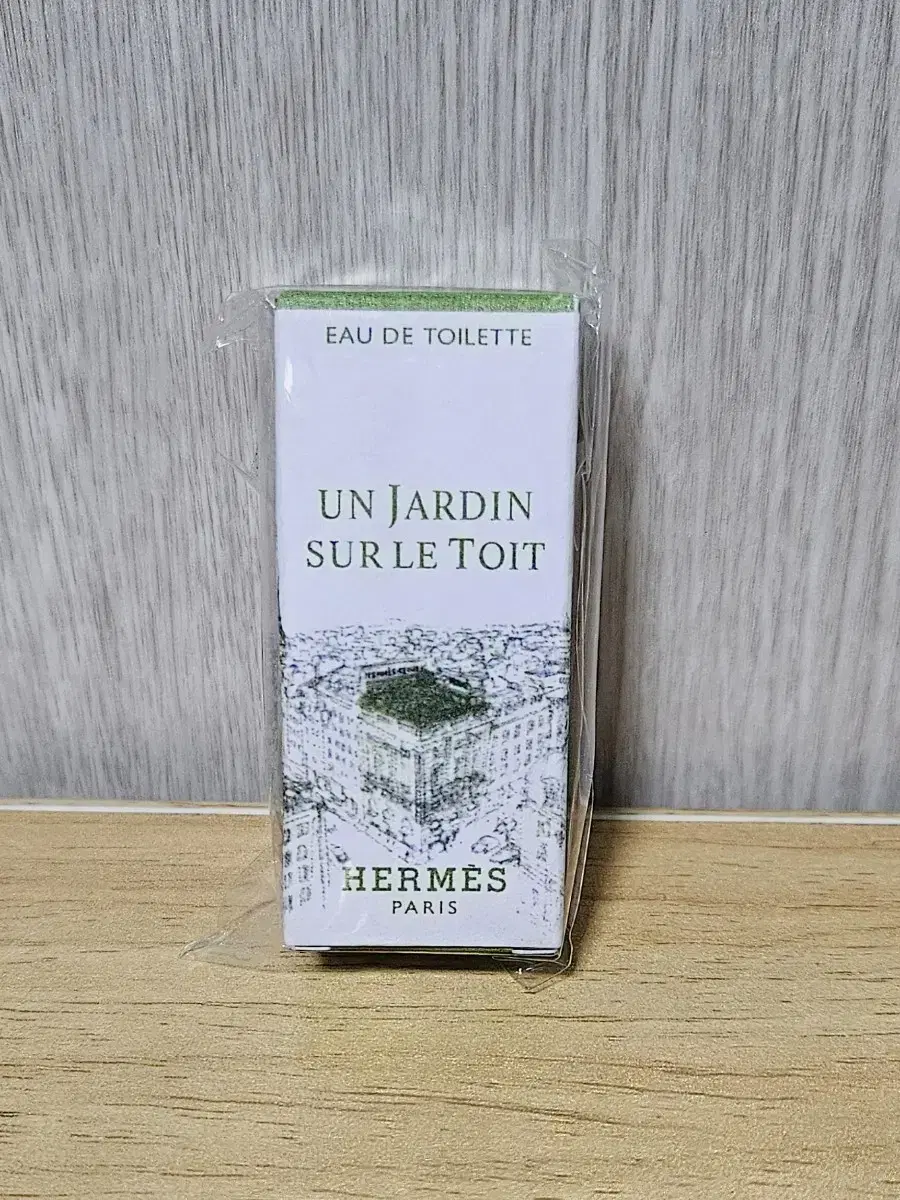 EAU DE TOILETTE
UN JARDIN
SUR LE TOIT
HERMÈS
PARIS